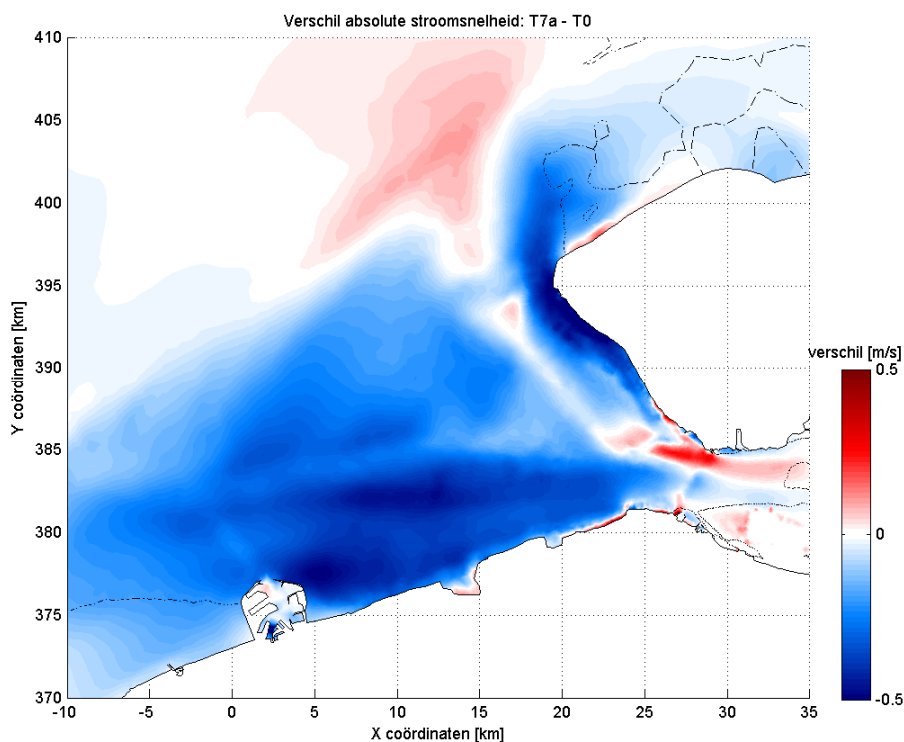 Verschil absolute stroomsnelheid: T7a - T0
410
405
400
395
390
385
380
375
370
Y coördinaten [km]
-10 -5 0 5 10 15 20 25 30 35
X coördinaten [km]
verschil [m/s]
0.5
0
-0.5